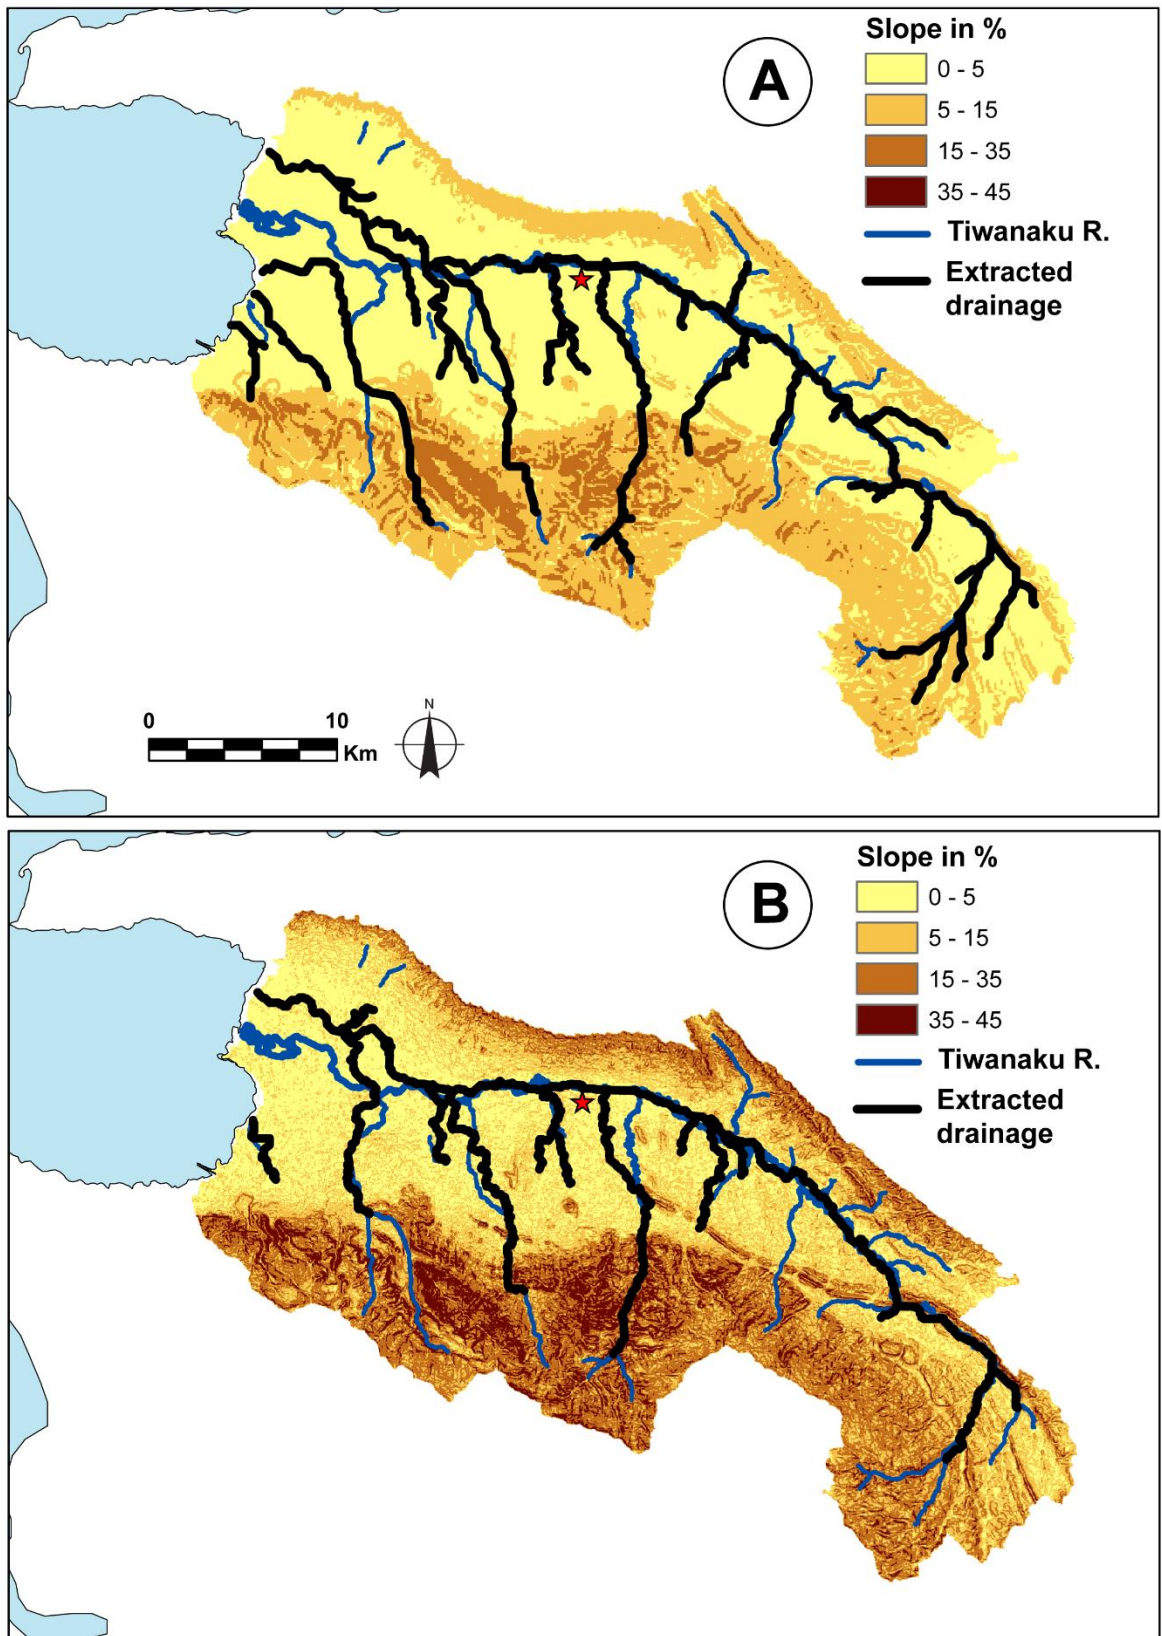 A
Slope in %
0 - 5
5 - 15
15 - 35
35 - 45
Tiwanaku R.
Extracted
drainage
0 10
Km
N
B
Slope in %
0 - 5
5 - 15
15 - 35
35 - 45
Tiwanaku R.
Extracted
drainage